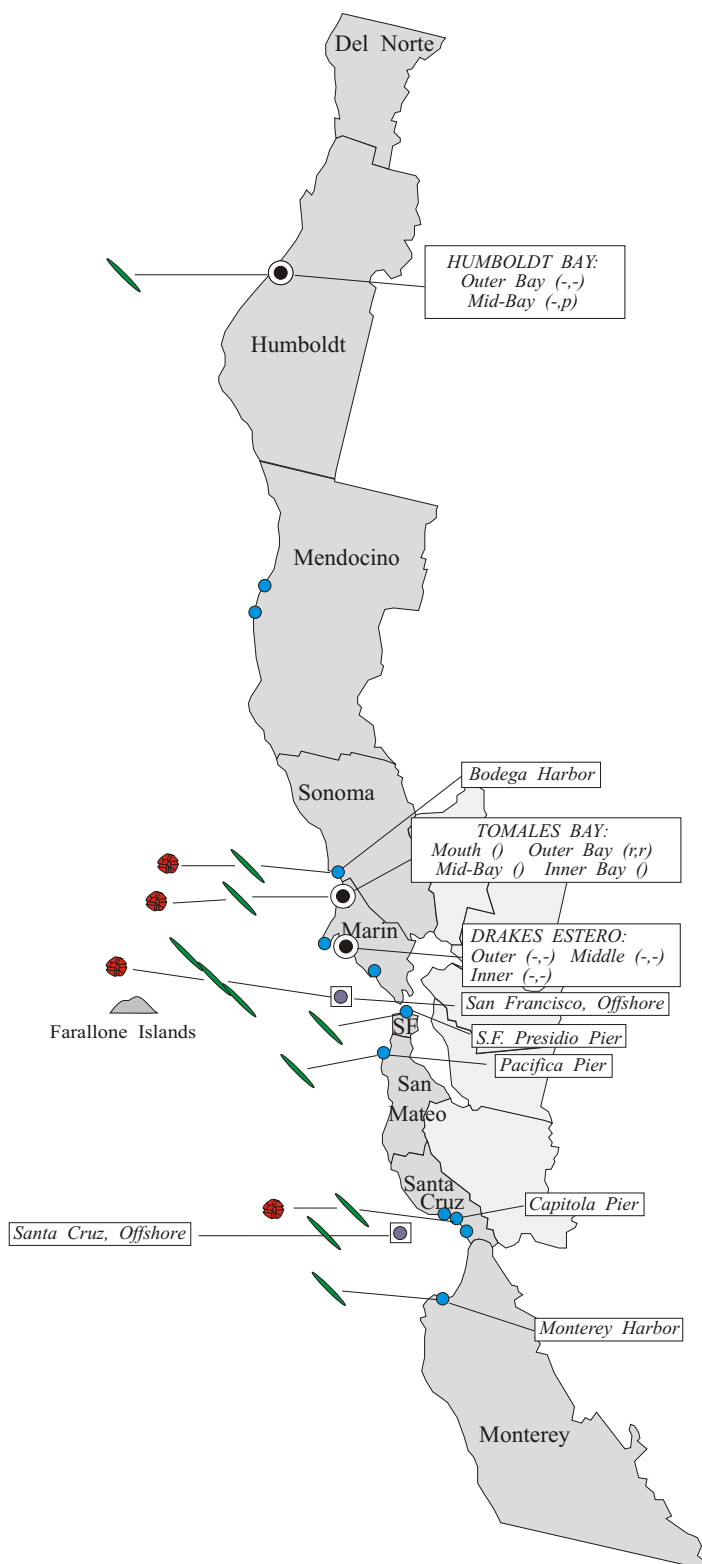 Del Norte
HUMBOLDT BAY:
Outer Bay (-,-)
Mid-Bay (-,p)
Humboldt
Mendocino
Bodega Harbor
Sonoma
TOMALES BAY:
Mouth () Outer Bay (r,r)
Mid-Bay () Inner Bay ()
Marin
DRAKES ESTERO:
Outer (-,-) Middle (-,-)
Inner (-,-)
San Francisco, Offshore
Farallone Islands
SF
S.F. Presidio Pier
Pacifica Pier
San
Mateo
Santa
Cruz
Capitola Pier
Santa Cruz, Offshore
Monterey Harbor
Monterey